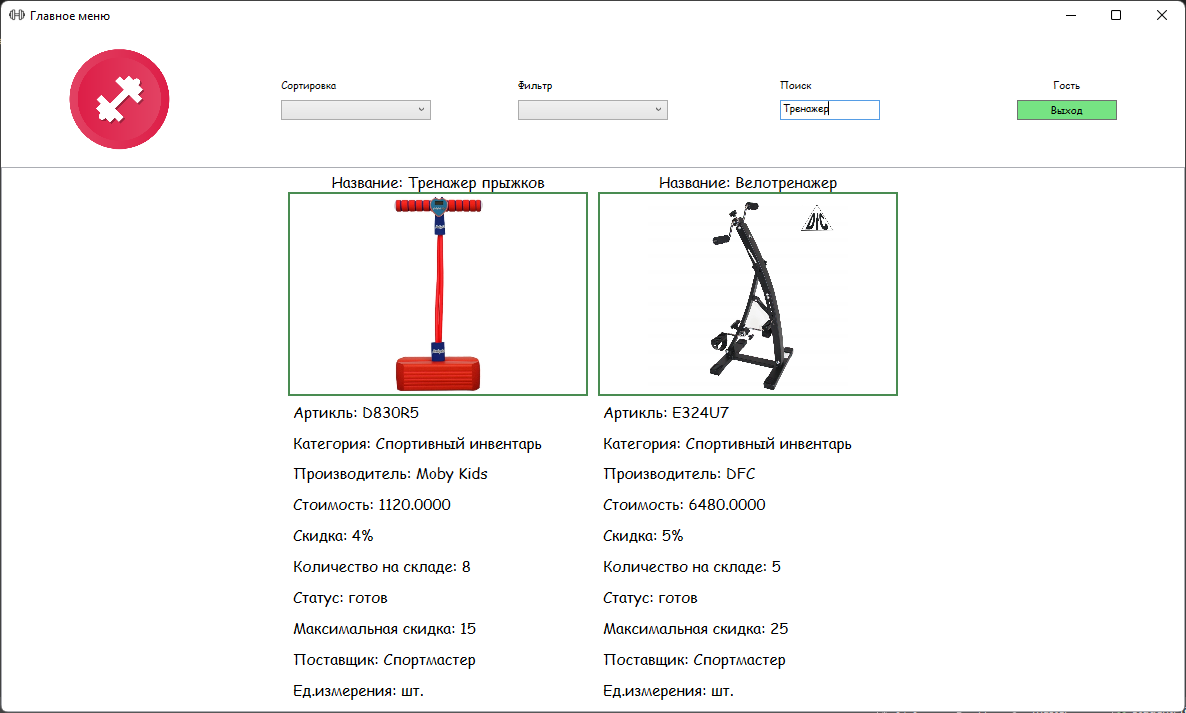 Главное меню
Сортировка
Фильтр
Поиск
Гость
Тренажер
Выход
Название: Тренажер прыжков
Название: Велотренажер
DFC
Артикль: D830R5
Артикль: E324U7
Категория: Спортивный инвентарь
Категория: Спортивный инвентарь
Производитель: Moby Kids
Производитель: DFC
Стоимость: 1120.0000
Стоимость: 6480.0000
Скидка: 4%
Скидка: 5%
Количество на складе: 8
Количество на складе: 5
Статус: готов
Статус: готов
Максимальная скидка: 15
Максимальная скидка: 25
Поставщик: Спортмастер
Поставщик: Спортмастер
Ед.измерения: шт.
Ед.измерения: шт.